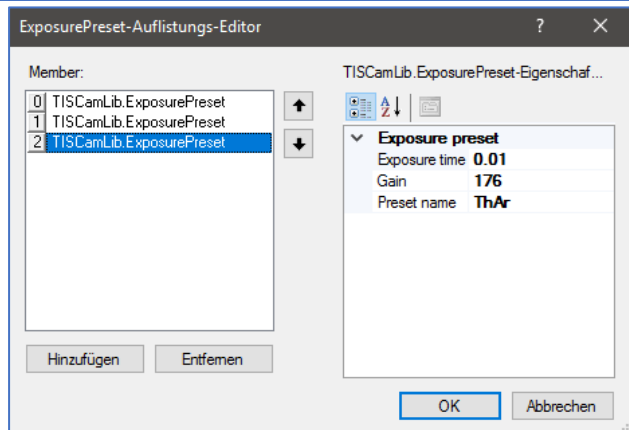 ExposurePreset-Auflistungs-Editor
?
Member:
TISCamLib.ExposurePreset-Eigenschaf...
0 TISCamLib.ExposurePreset
1 TISCamLib.ExposurePreset
2 TISCamLib.ExposurePreset
Exposure preset
Exposure time 0.01
Gain 176
Preset name ThAr
Hinzufügen
Entfernen
OK
Abbrechen